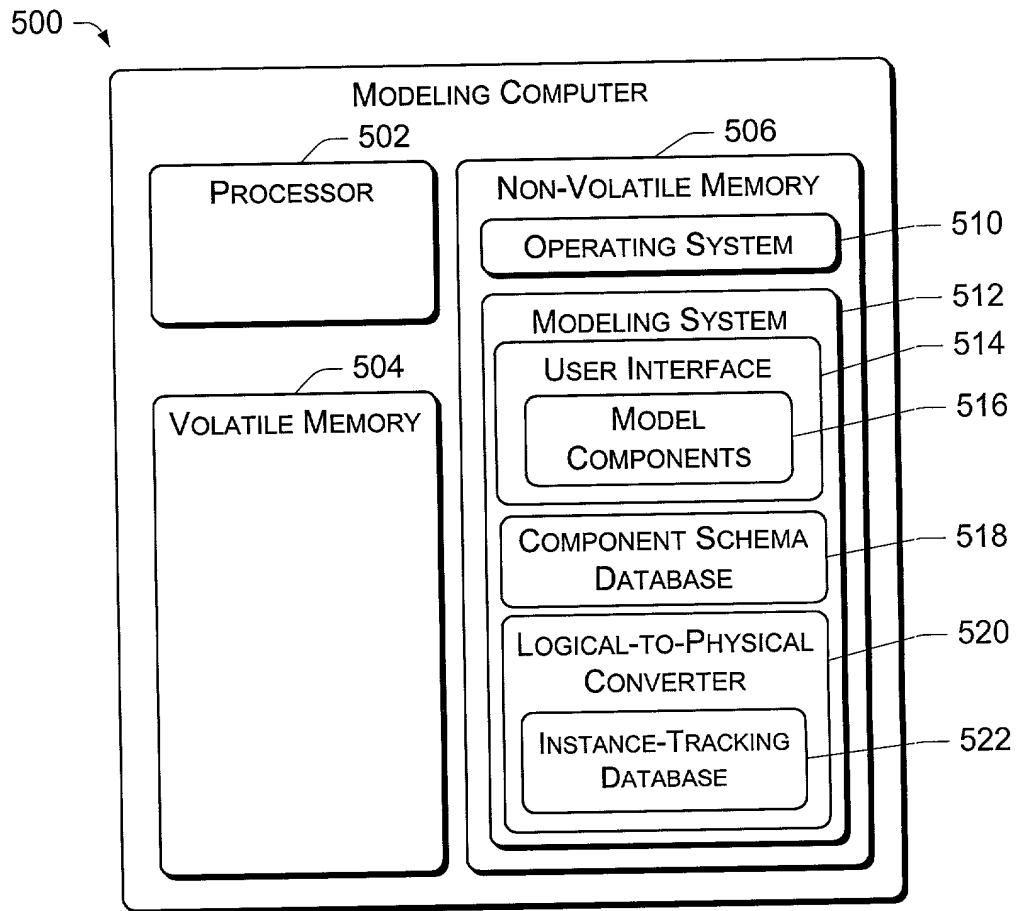 500
MODELING COMPUTER
502
PROCESSOR
504
VOLATILE MEMORY
506
NON-VOLATILE MEMORY
OPERATING SYSTEM
510
MODELING SYSTEM
512
USER INTERFACE
514
MODEL
COMPONENTS
516
COMPONENT SCHEMA
DATABASE
518
LOGICAL-TO-PHYSICAL
CONVERTER
520
INSTANCE-TRACKING
DATABASE
522